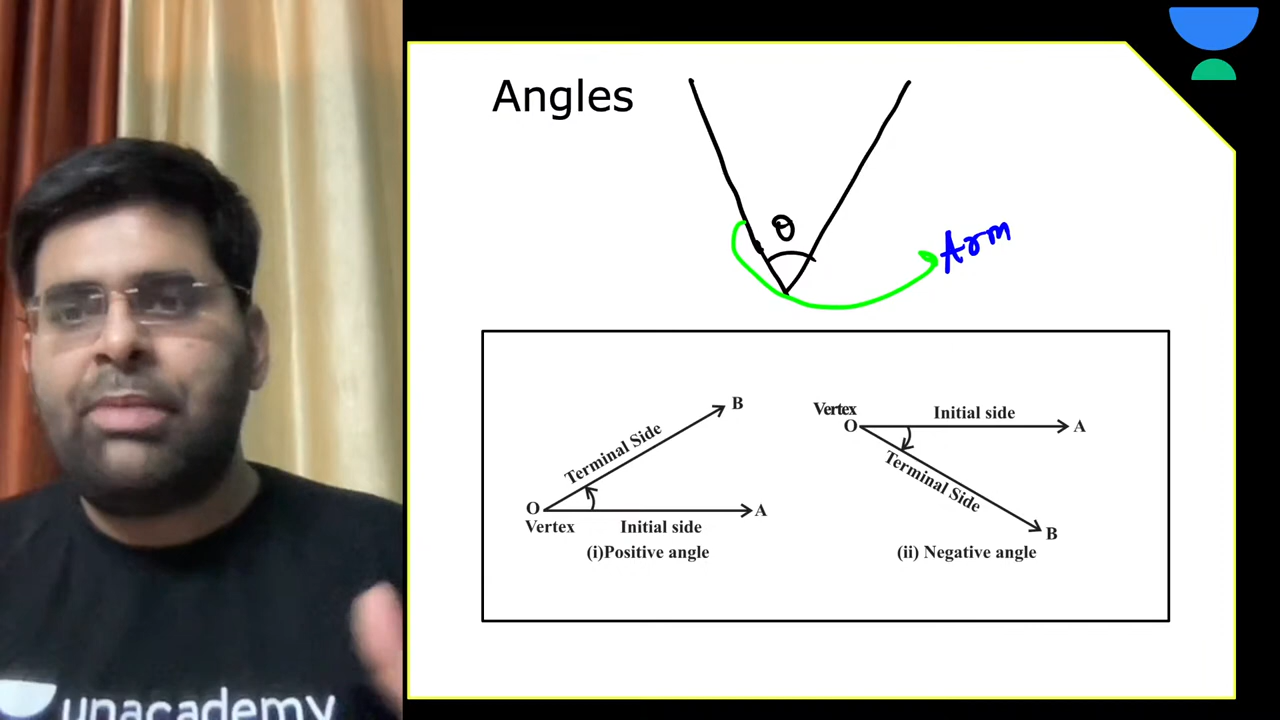 Angles
θ
Arm
B
Terminal Side
O
A
Vertex
Initial side
(i)Positive angle
Vertex
Initial side
O
A
Terminal Side
B
(ii) Negative angle
unacademy